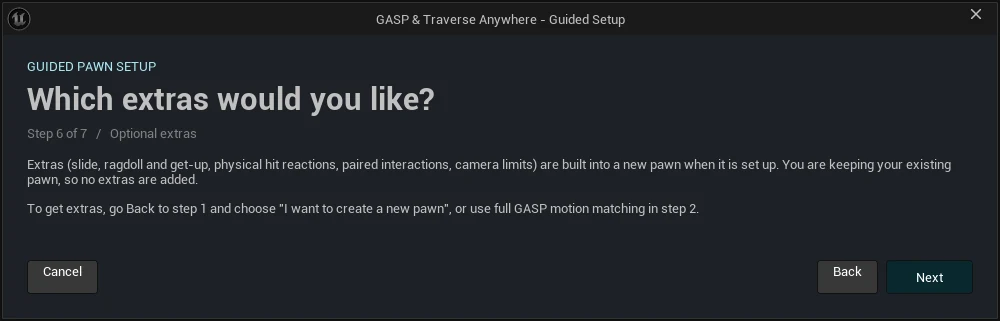 GASP & Traverse Anywhere - Guided Setup
GUIDED PAWN SETUP
Which extras would you like?
Step 6 of 7 / Optional extras
Extras (slide, ragdoll and get-up, physical hit reactions, paired interactions, camera limits) are built into a new pawn when it is set up. You are keeping your existing
pawn, so no extras are added.
To get extras, go Back to step 1 and choose "I want to create a new pawn", or use full GASP motion matching in step 2.
Cancel
Back
Next